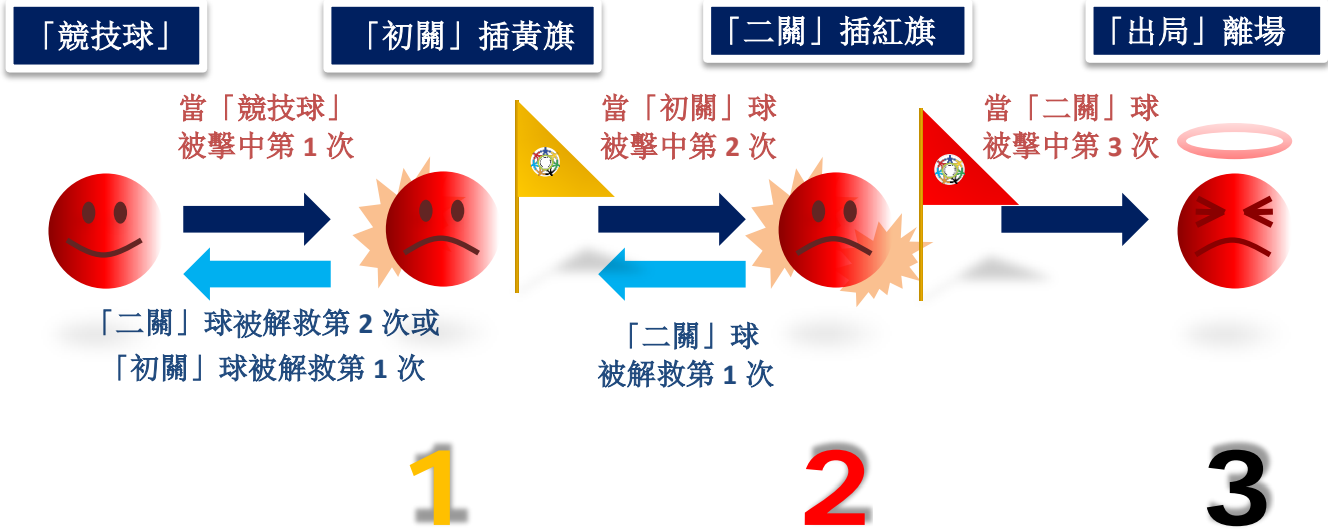 「競技球」
「初關」插黃旗
「二關」插紅旗
「出局」離場
當「競技球」
被擊中第 1 次
當「初關」球
被擊中第 2 次
當「二關」球
被擊中第 3 次
「二關」球被解救第 2 次或
「初關」球被解救第 1 次
「二關」球
被解救第 1 次
1
2
3